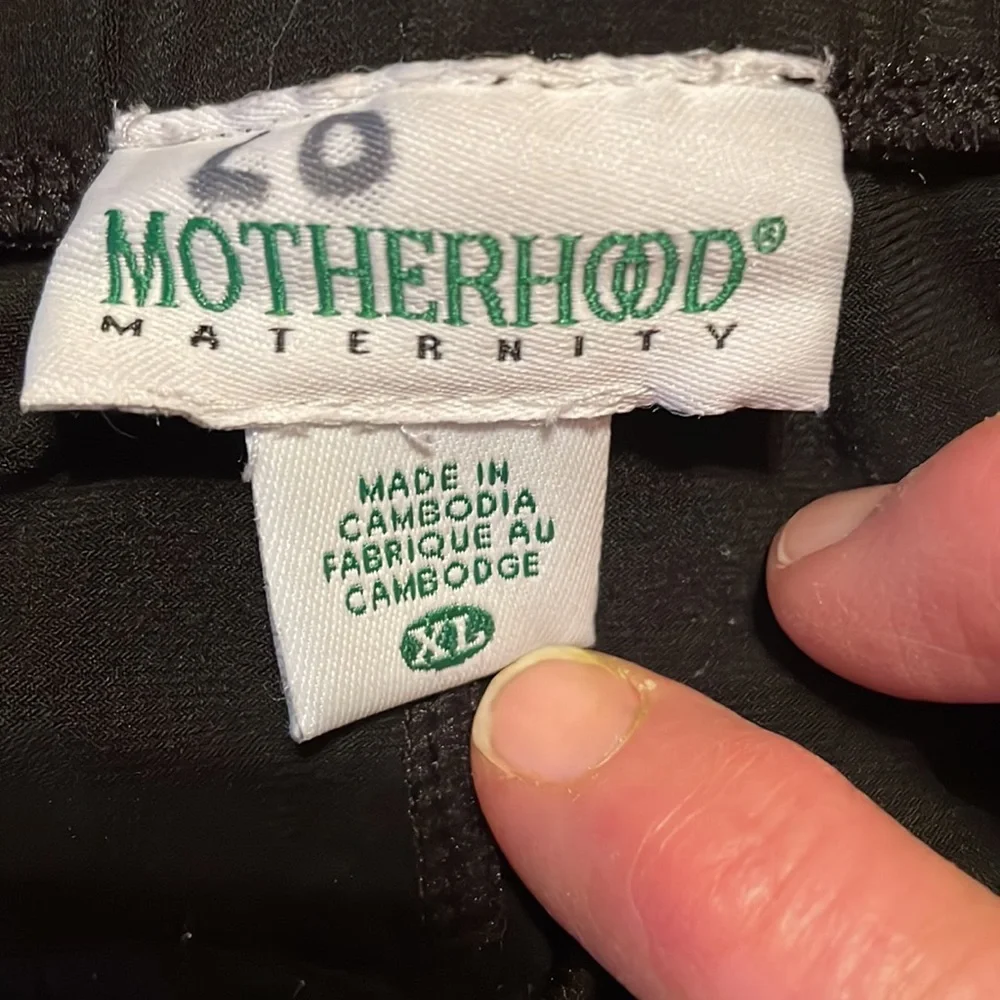 MOTHERHOOD®
MATERNITY
MADE IN
CAMBODIA
FABRIQUE AU
CAMBODGE
XL